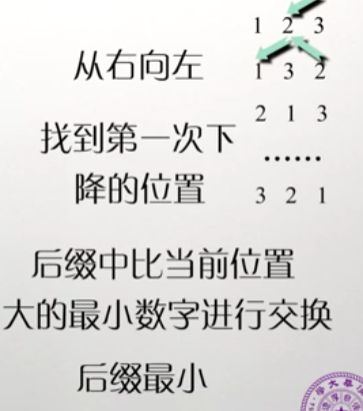 1 2 3
从右向左
1 3 2
2 1 3
找到第一次下
降的位置
……
3 2 1
后缀中比当前位置
大的最小数字进行交换
后缀最小